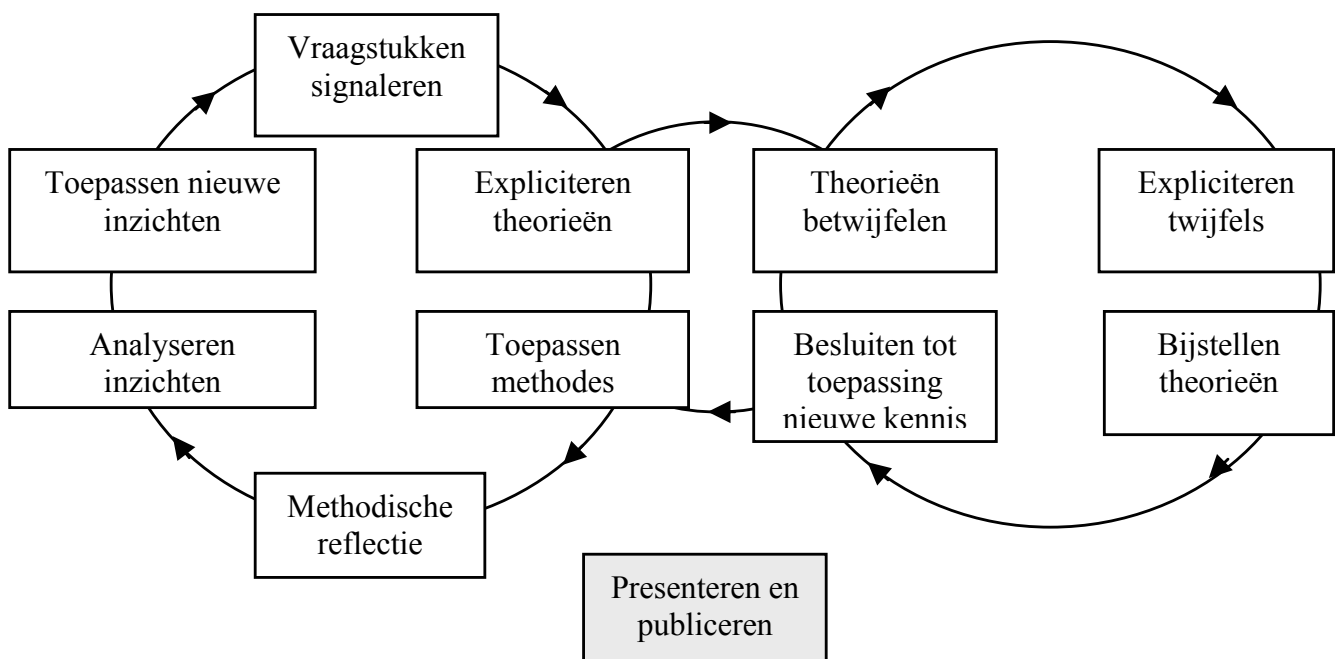 Vraagstukken
signaleren
Toepassen nieuwe
inzichten
Expliciteren
theorieën
Theorieën
betwijfelen
Expliciteren
twijfels
Analyseren
inzichten
Toepassen
methodes
Besluiten tot
toepassing
nieuwe kennis
Bijstellen
theorieën
Methodische
reflectie
Presenteren en
publiceren